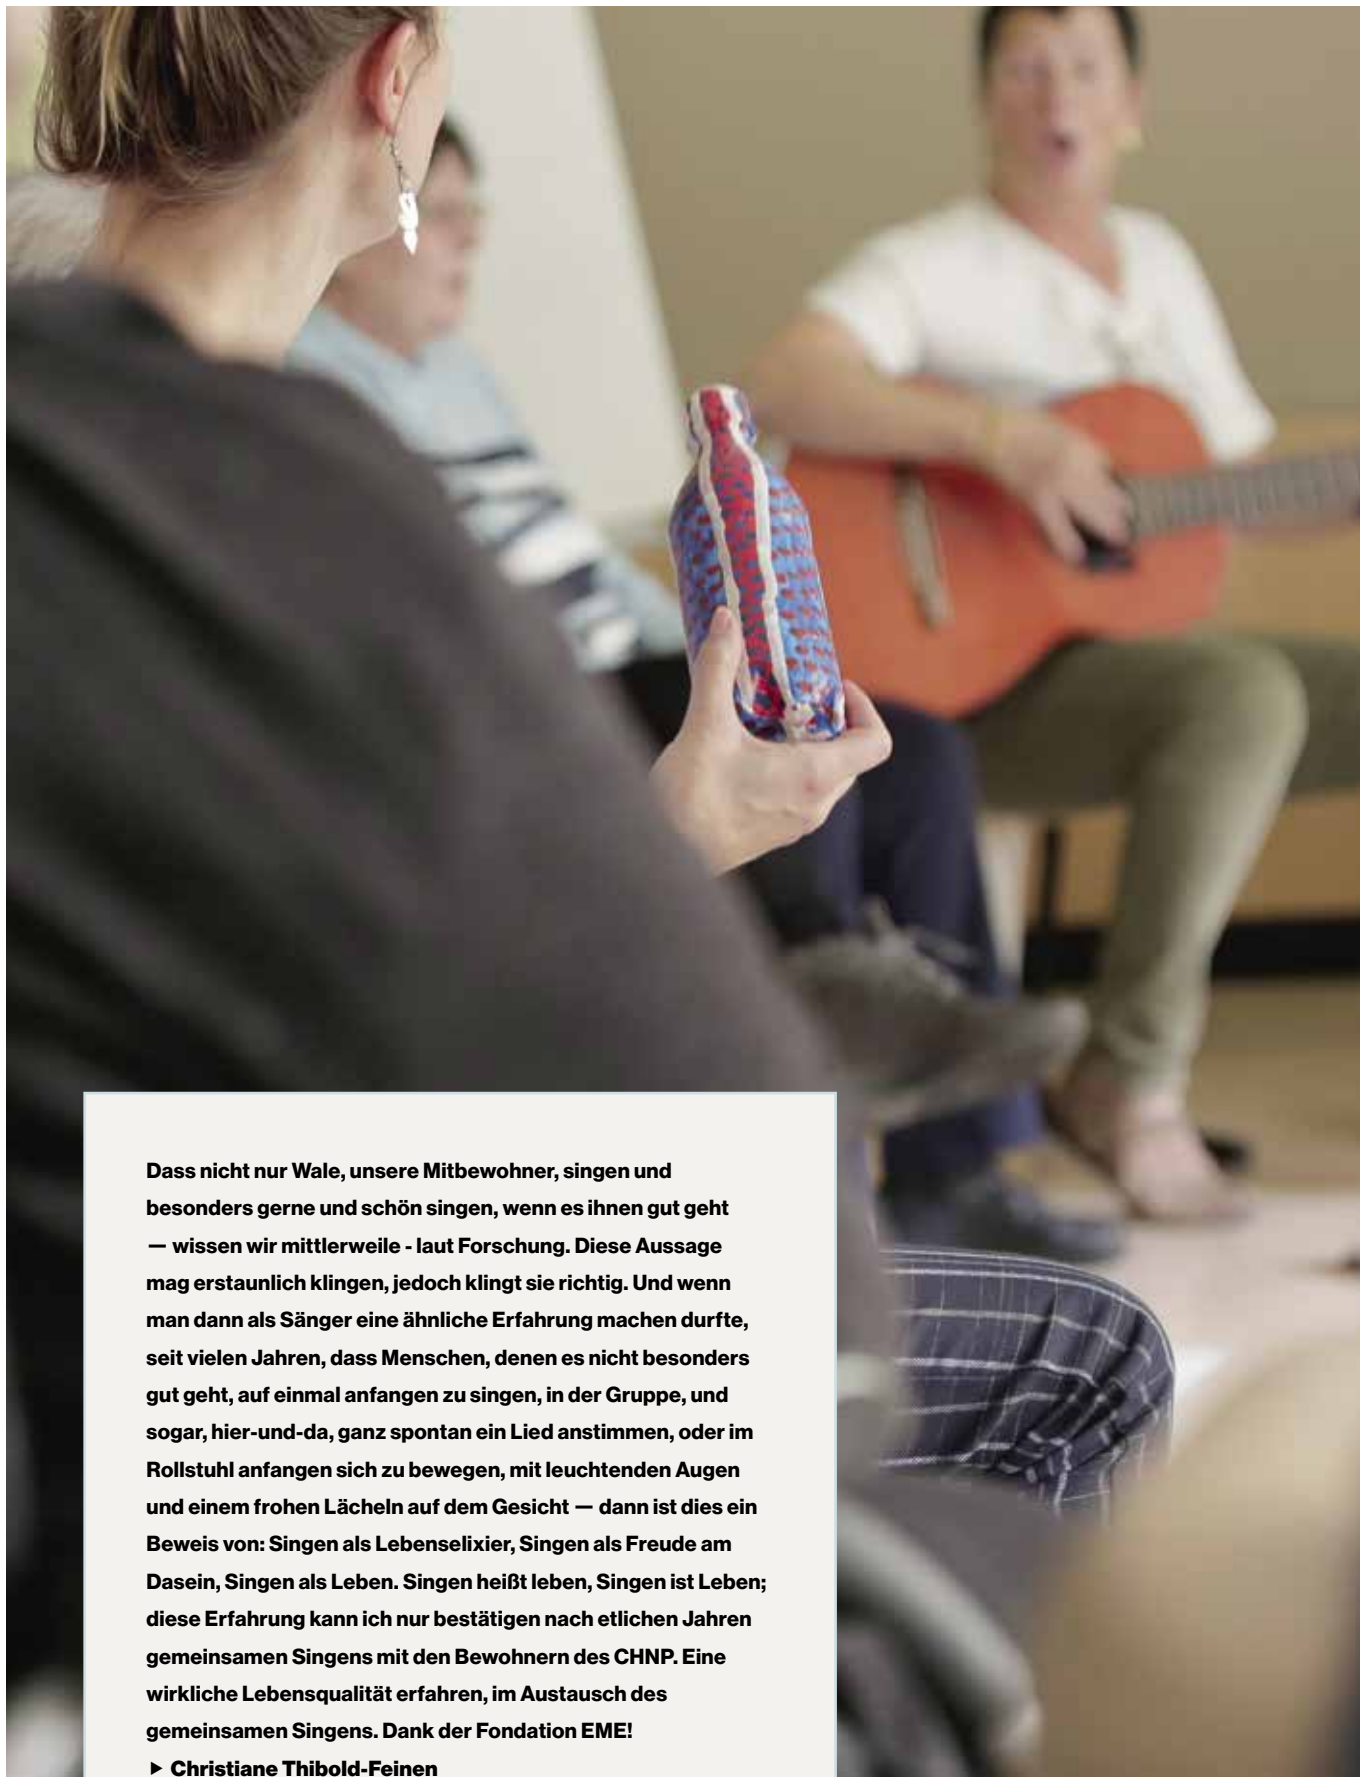 Dass nicht nur Wale, unsere Mitbewohner, singen und
besonders gerne und schön singen, wenn es ihnen gut geht
— wissen wir mittlerweile - laut Forschung. Diese Aussage
mag erstaunlich klingen, jedoch klingt sie richtig. Und wenn
man dann als Sänger eine ähnliche Erfahrung machen durfte,
seit vielen Jahren, dass Menschen, denen es nicht besonders
gut geht, auf einmal anfangen zu singen, in der Gruppe, und
sogar, hier-und-da, ganz spontan ein Lied anstimmen, oder im
Rollstuhl anfangen sich zu bewegen, mit leuchtenden Augen
und einem frohen Lächeln auf dem Gesicht — dann ist dies ein
Beweis von: Singen als Lebenselixier, Singen als Freude am
Dasein, Singen als Leben. Singen heißt leben, Singen ist Leben;
diese Erfahrung kann ich nur bestätigen nach etlichen Jahren
gemeinsamen Singens mit den Bewohnern des CHNP. Eine
wirkliche Lebensqualität erfahren, im Austausch des
gemeinsamen Singens. Dank der Fondation EME!
▶ Christiane Thibold-Feinen